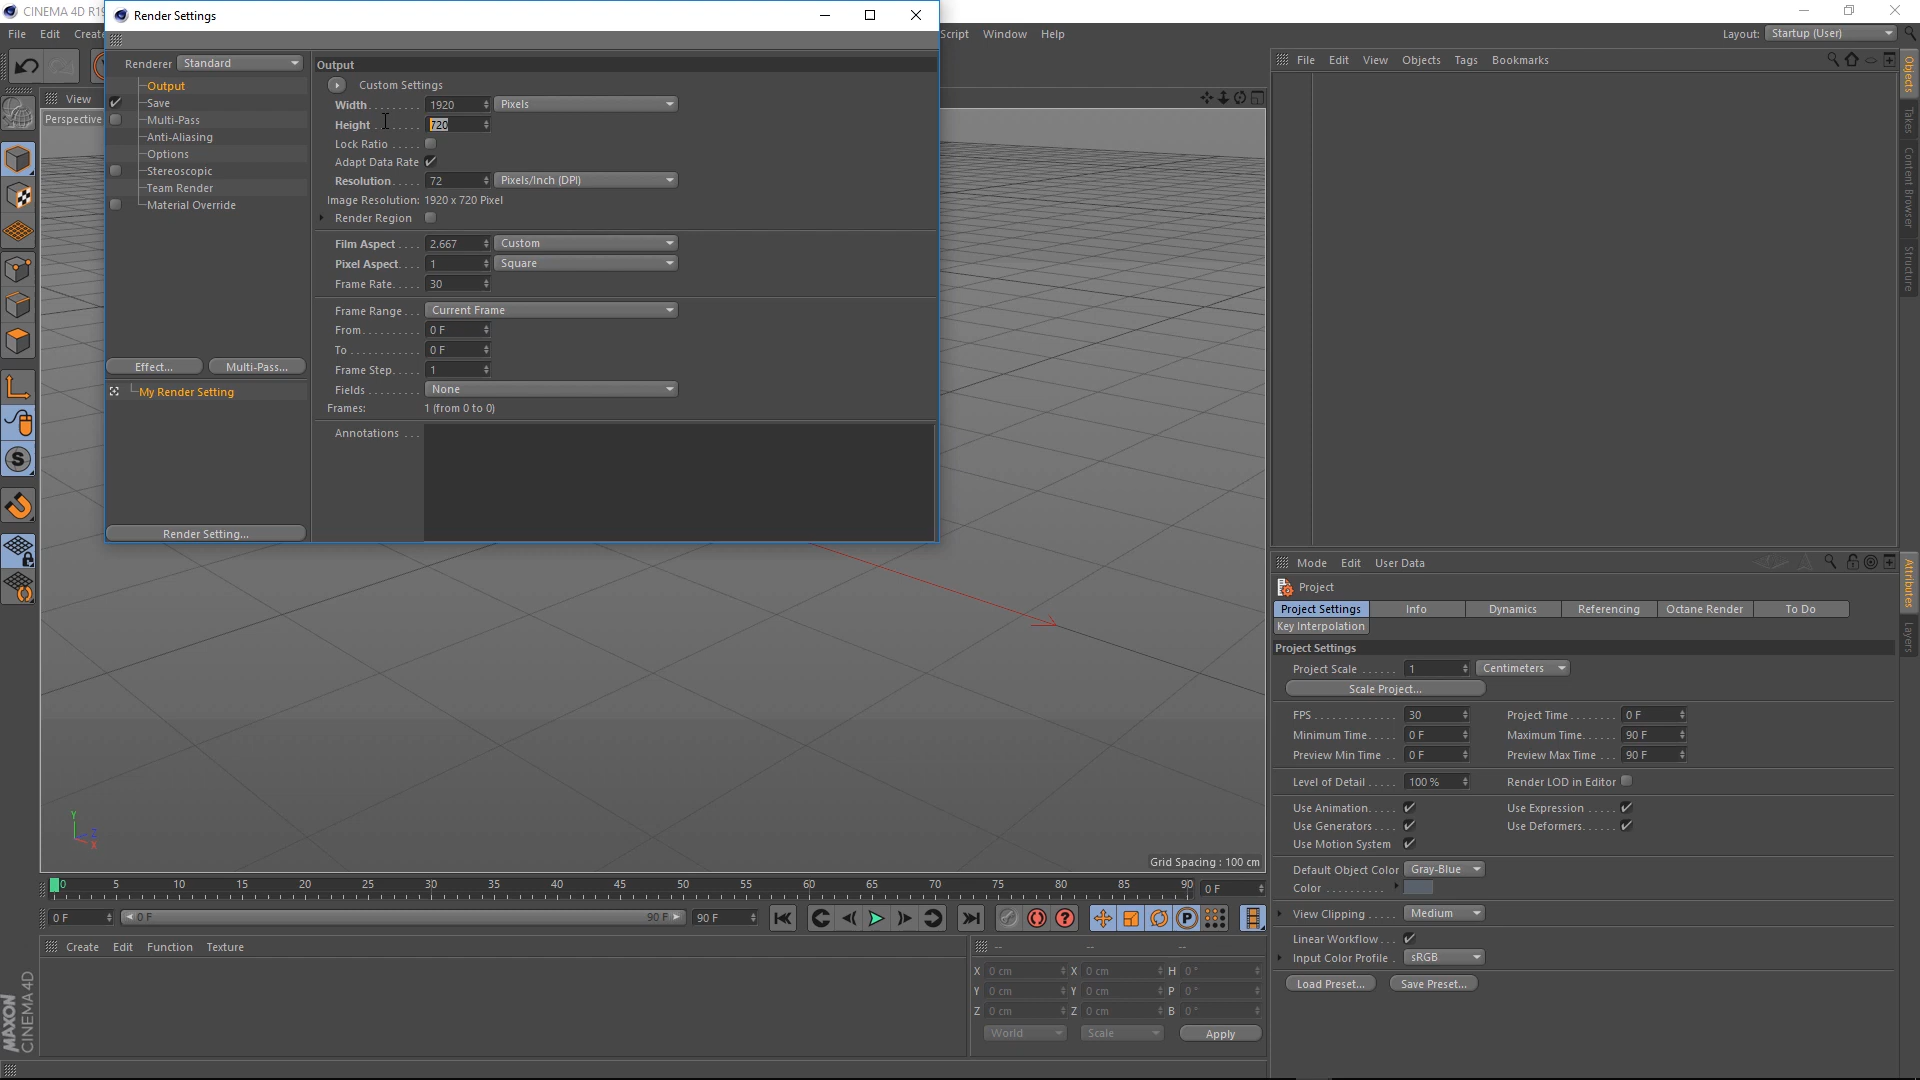 CINEMA 4D R19
Render Settings
File Edit Create
Script Window Help
Layout: Startup (User)
Renderer Standard
Output
Save
Multi-Pass
Anti-Aliasing
Options
Stereoscopic
Team Render
Material Override
Effect... Multi-Pass...
My Render Setting
Render Setting...
Output
Custom Settings
Width 1920 Pixels
Height 720
Lock Ratio
Adapt Data Rate
Resolution 72 Pixels/Inch (DPI)
Image Resolution: 1920 x 720 Pixel
Render Region
Film Aspect 2.667 Custom
Pixel Aspect 1 Square
Frame Rate 30
Frame Range Current Frame
From 0 F
To 0 F
Frame Step 1
Fields None
Frames: 1 (from 0 to 0)
Annotations
View
Perspective
Y
Z
X
Grid Spacing : 100 cm
0 5 10 15 20 25 30 35 40 45 50 55 60 65 70 75 80 85 90 0 F
0 F 0 F 90 F 90 F
Create Edit Function Texture
-- -- --
X 0 cm X 0 cm H 0 °
Y 0 cm Y 0 cm P 0 °
Z 0 cm Z 0 cm B 0 °
World Scale Apply
MAXON
CINEMA 4D
File Edit View Objects Tags Bookmarks
Objects
Takes
Content Browser
Structure
Mode Edit User Data
Project
Project Settings Info Dynamics Referencing Octane Render To Do
Key Interpolation
Project Settings
Project Scale 1 Centimeters
Scale Project...
FPS 30 Project Time 0 F
Minimum Time 0 F Maximum Time 90 F
Preview Min Time 0 F Preview Max Time 90 F
Level of Detail 100 % Render LOD in Editor
Use Animation Use Expression
Use Generators Use Deformers
Use Motion System
Default Object Color Gray-Blue
Color
View Clipping Medium
Linear Workflow
Input Color Profile sRGB
Load Preset... Save Preset...
Attributes
Layers